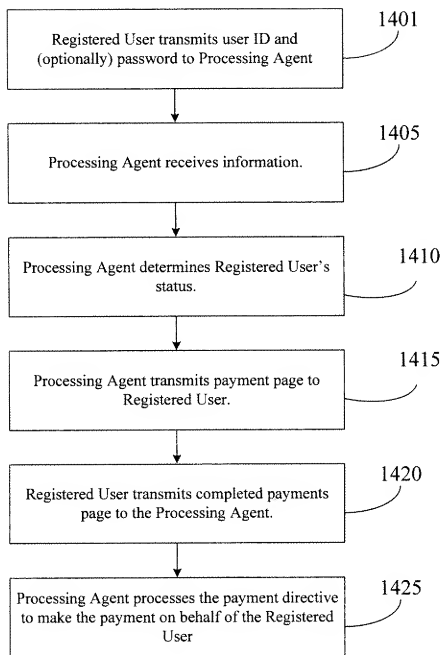 1401
Registered User transmits user ID and
(optionally) password to Processing Agent
1405
Processing Agent receives information.
1410
Processing Agent determines Registered User's
status.
1415
Processing Agent transmits payment page to
Registered User.
1420
Registered User transmits completed payments
page to the Processing Agent.
1425
Processing Agent processes the payment directive
to make the payment on behalf of the Registered
User